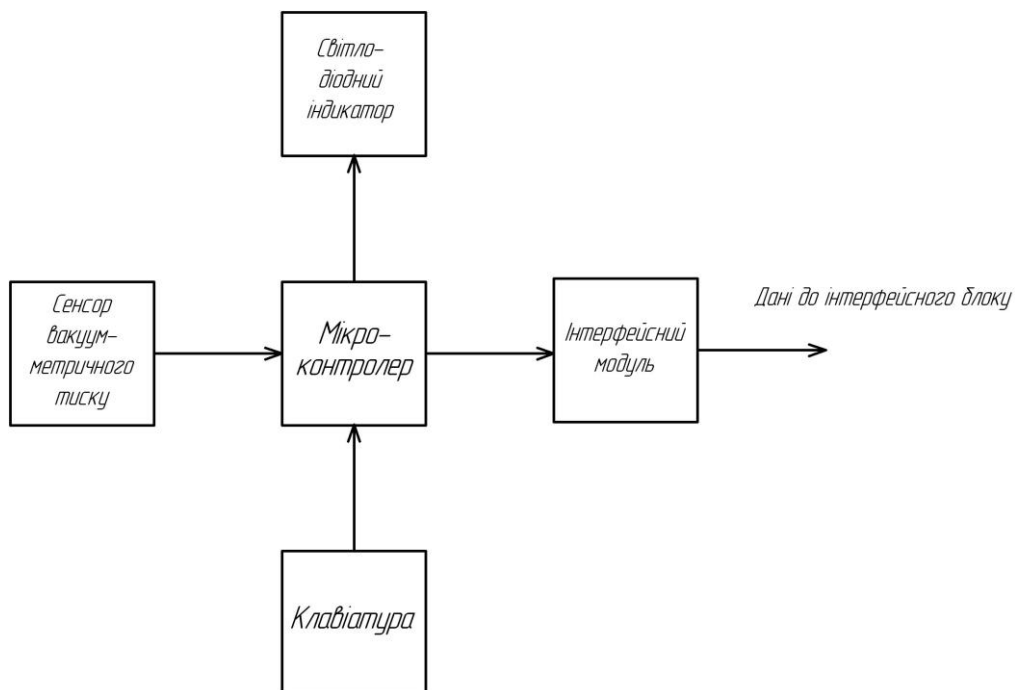 Світло-
діодний
індикатор
Сенсор
вакуум-
метричного
тиску
Мікро-
контролер
Інтерфейсний
модуль
Дані до інтерфейсного блоку
Клавіатура